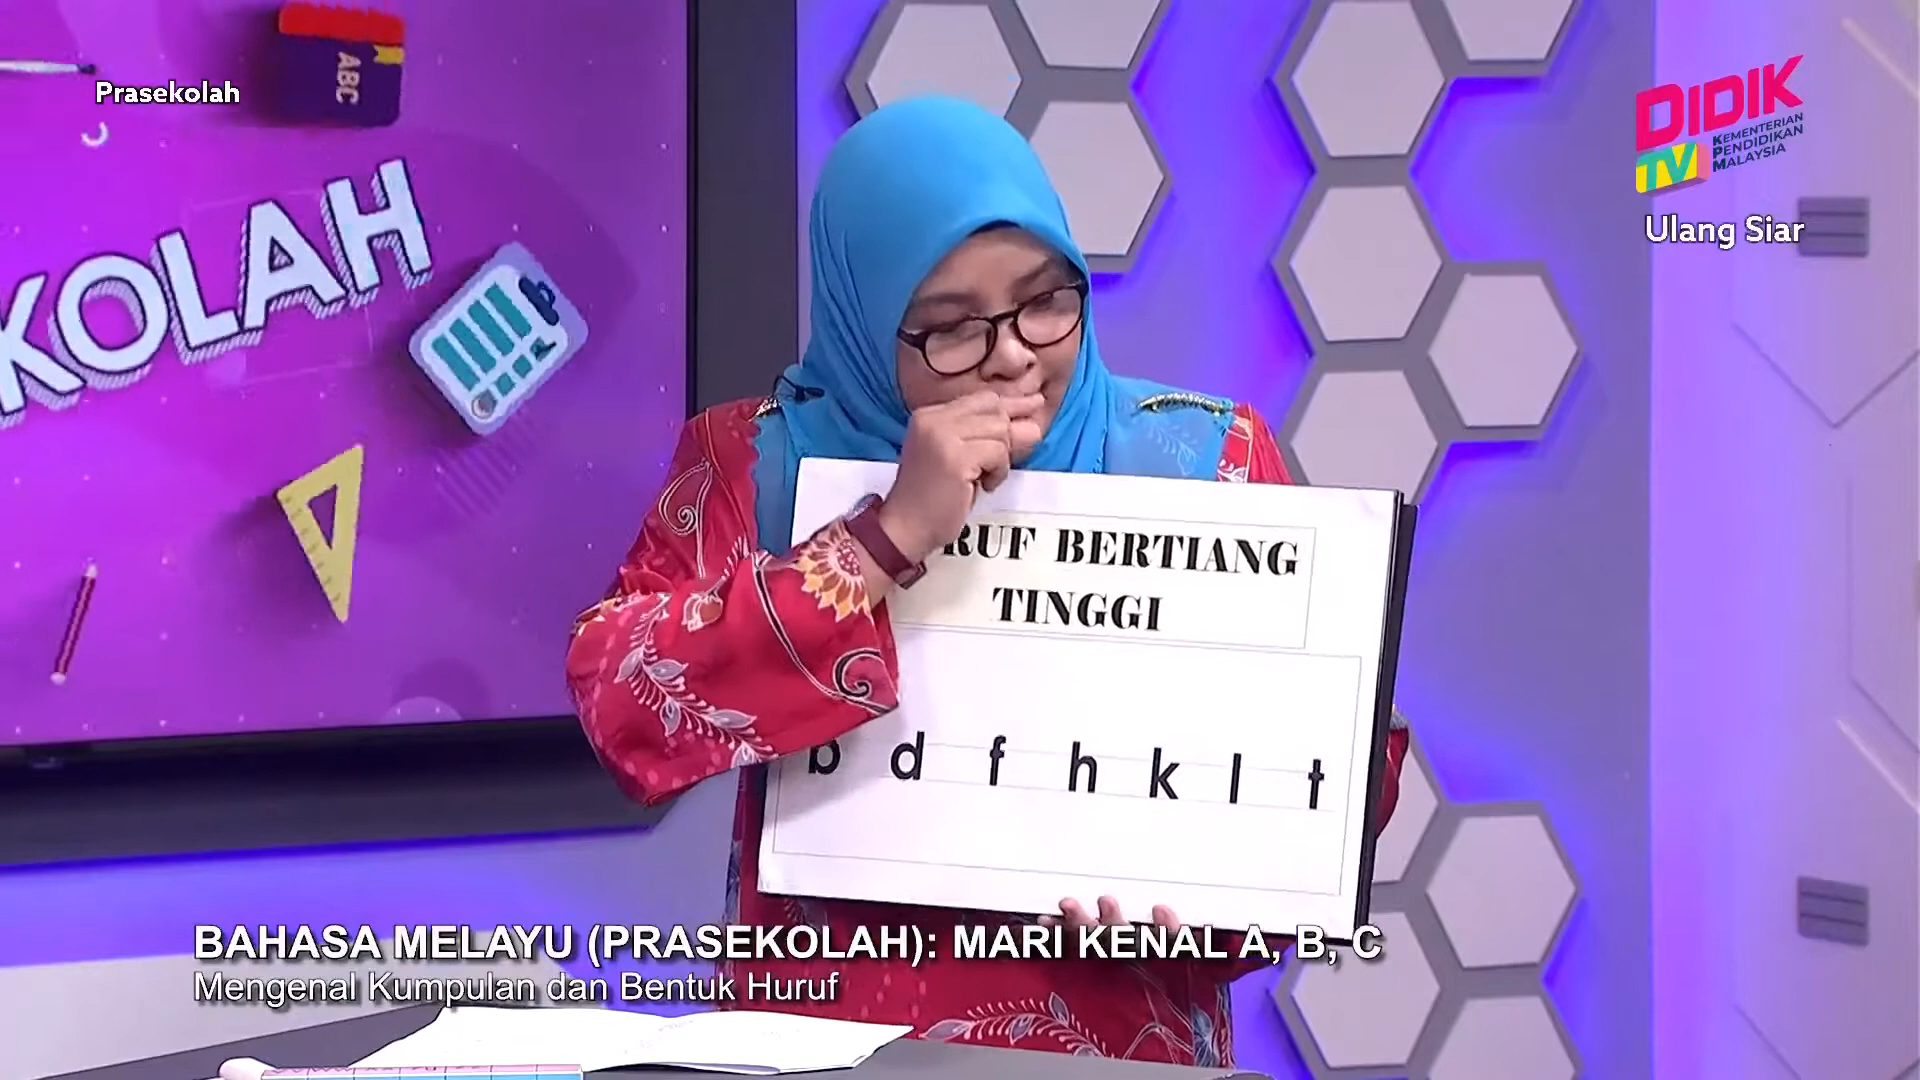 Prasekolah
ABC
KOLAH
DIDIK
TV
KEMENTERIAN
PENDIDIKAN
MALAYSIA
Ulang Siar
BERTIANG
TINGGI
b d f h k l t
BAHASA MELAYU (PRASEKOLAH): MARI KENAL A, B, C
Mengenal Kumpulan dan Bentuk Huruf